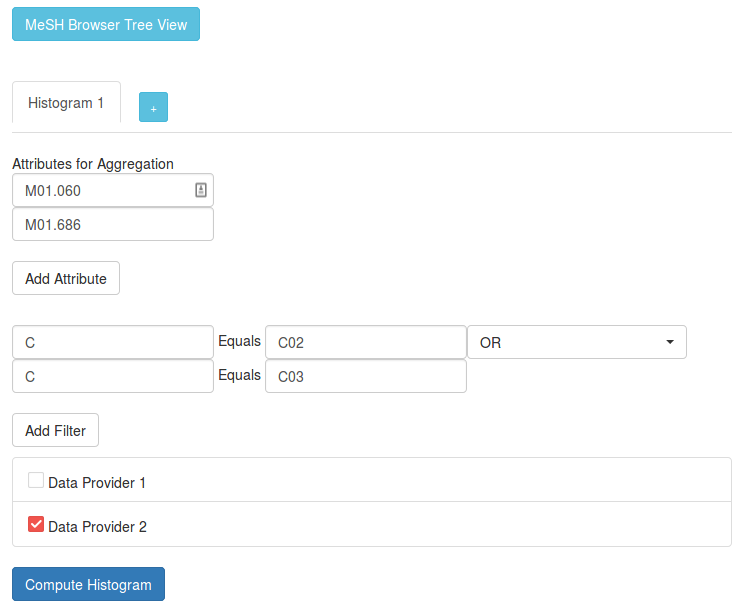 MeSH Browser Tree View
Histogram 1
+
Attributes for Aggregation
M01.060
M01.686
Add Attribute
C Equals C02 OR
C Equals C03
Add Filter
Data Provider 1
Data Provider 2
Compute Histogram